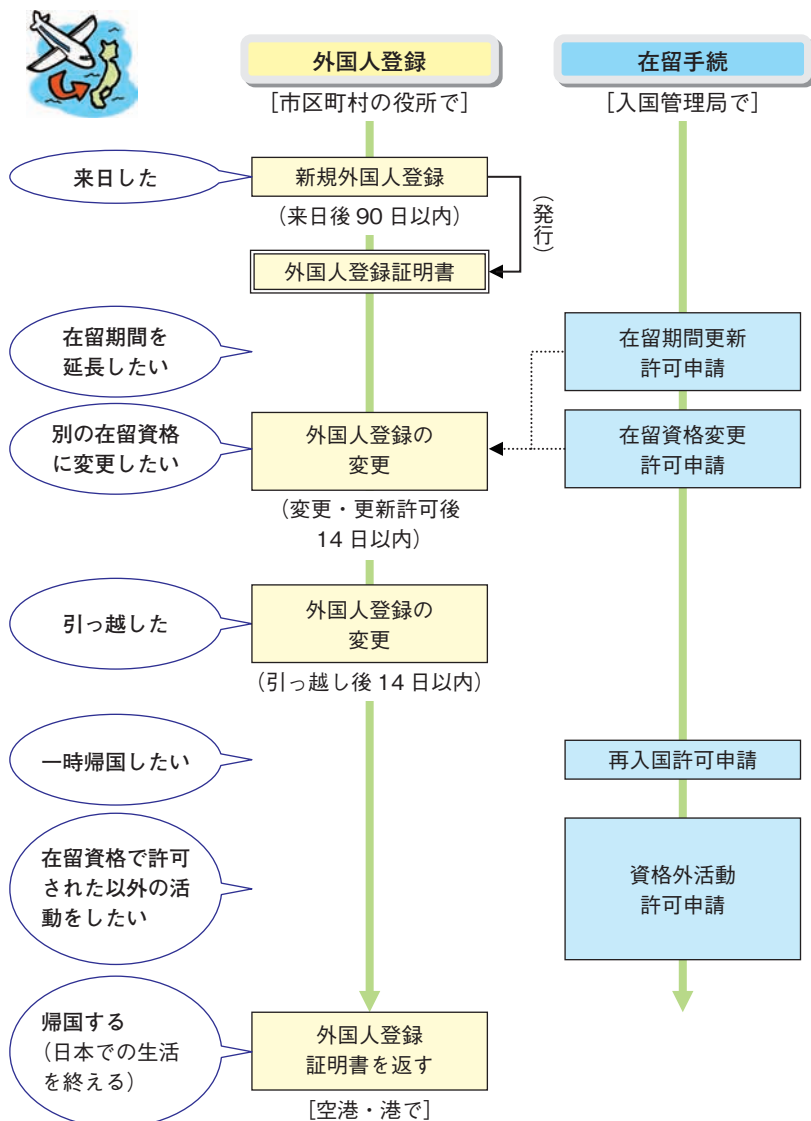 外国人登録
在留手続
[市区町村の役所で]
[入国管理局で]
来日した
新規外国人登録
(来日後 90 日以内)
(発行)
外国人登録証明書
在留期間を
延長したい
在留期間更新
許可申請
別の在留資格
に変更したい
外国人登録の
変更
在留資格変更
許可申請
(変更・更新許可後
14 日以内)
引っ越した
外国人登録の
変更
(引っ越し後 14 日以内)
一時帰国したい
再入国許可申請
在留資格で許可
された以外の活
動をしたい
資格外活動
許可申請
帰国する
(日本での生活
を終える)
外国人登録
証明書を返す
[空港・港で]